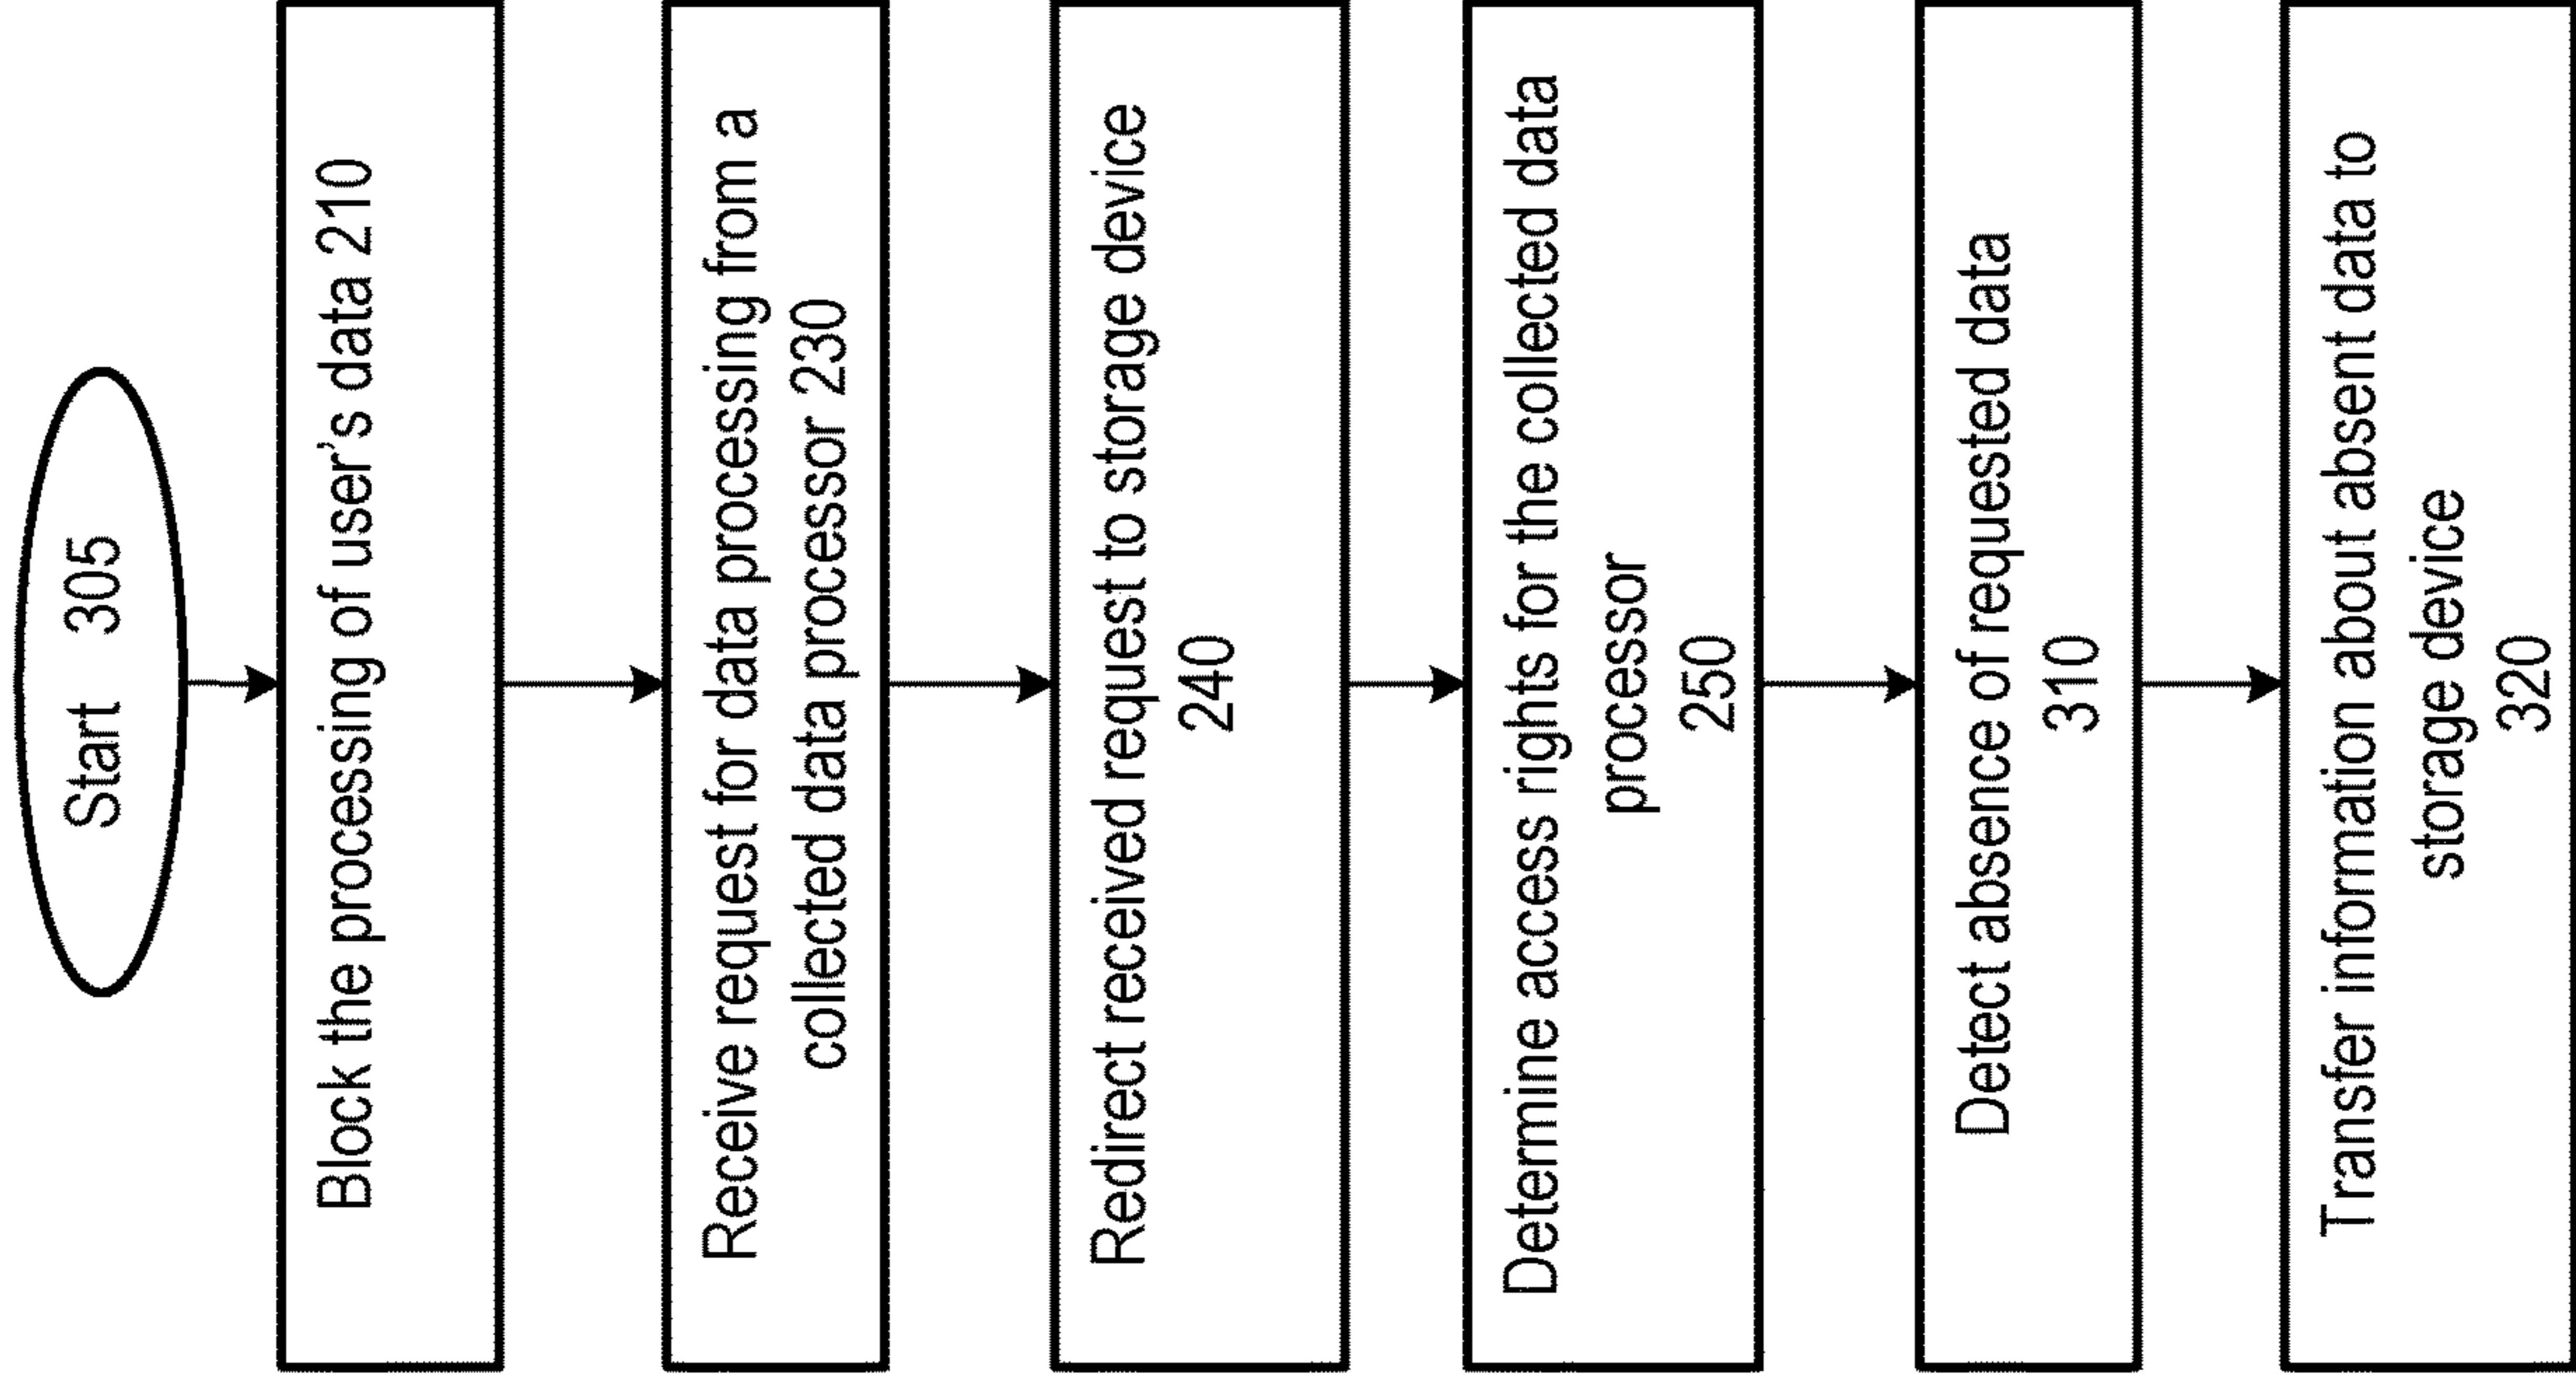 Start 305
Block the processing of user's data 210
Receive request for data processing from a
collected data processor 230
Redirect received request to storage device
240
Determine access rights for the collected data
processor
250
Detect absence of requested data
310
Transfer information about absent data to
storage device
320